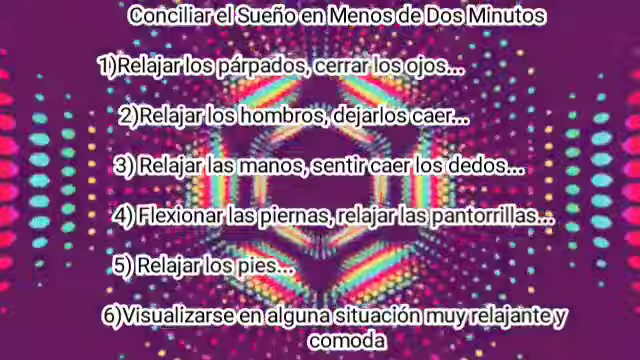 Conciliar el Sueño en Menos de Dos Minutos
1)Relajar los párpados, cerrar los ojos...
2)Relajar los hombros, dejarlos caer...
3) Relajar las manos, sentir caer los dedos...
4) Flexionar las piernas, relajar las pantorrillas...
5) Relajar los pies...
6)Visualizarse en alguna situación muy relajante y
comoda